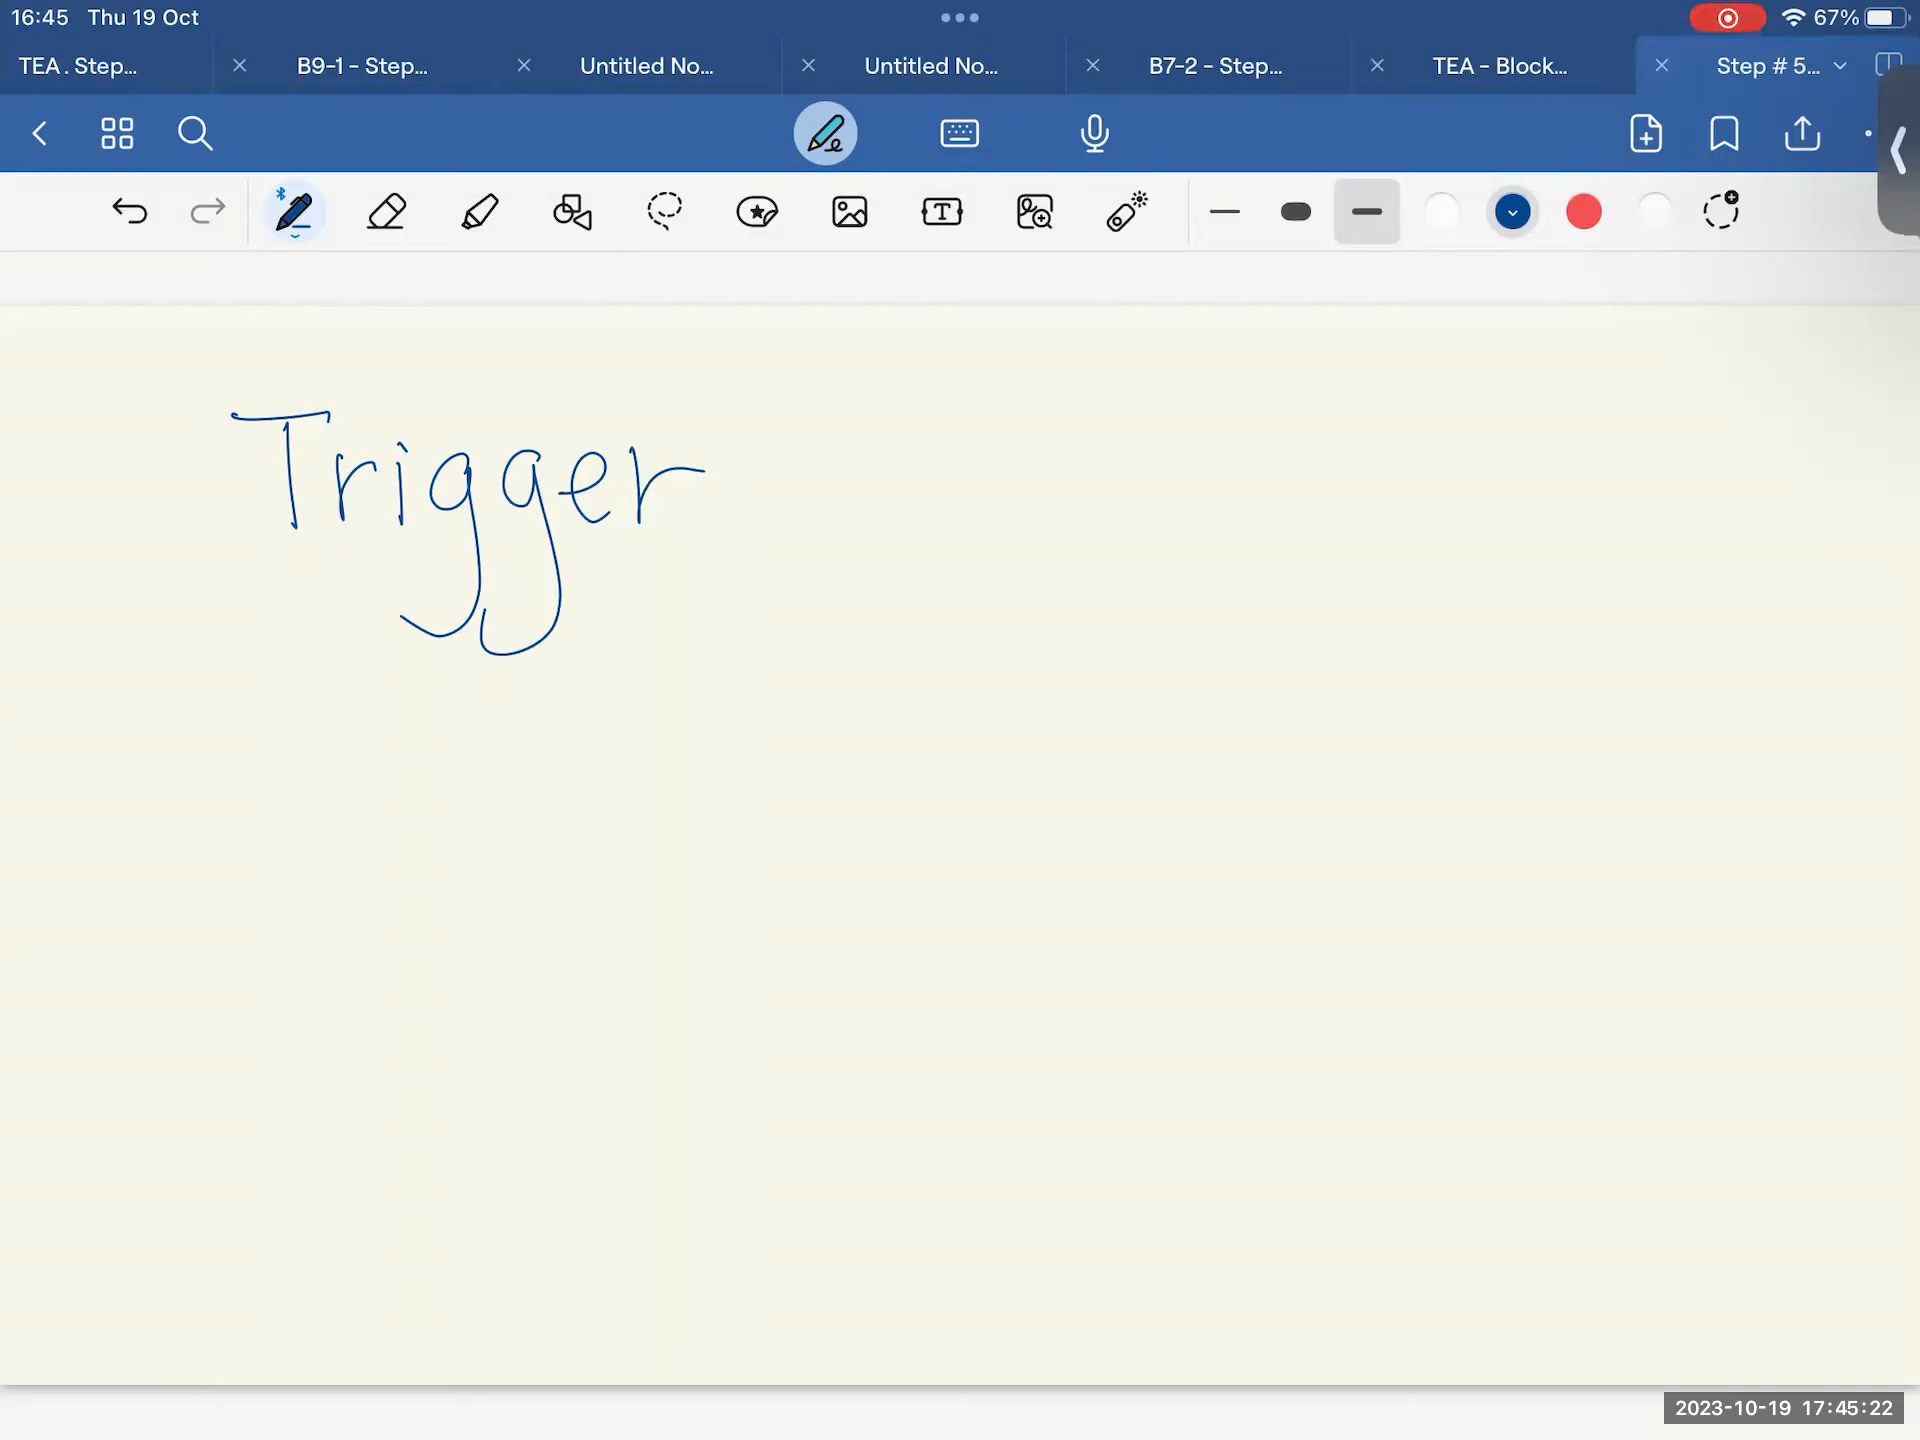 16:45 Thu 19 Oct
67%
TEA . Step...
B9-1 - Step...
Untitled No...
Untitled No...
B7-2 - Step...
TEA - Block...
Step # 5...
Trigger
2023-10-19 17:45:22